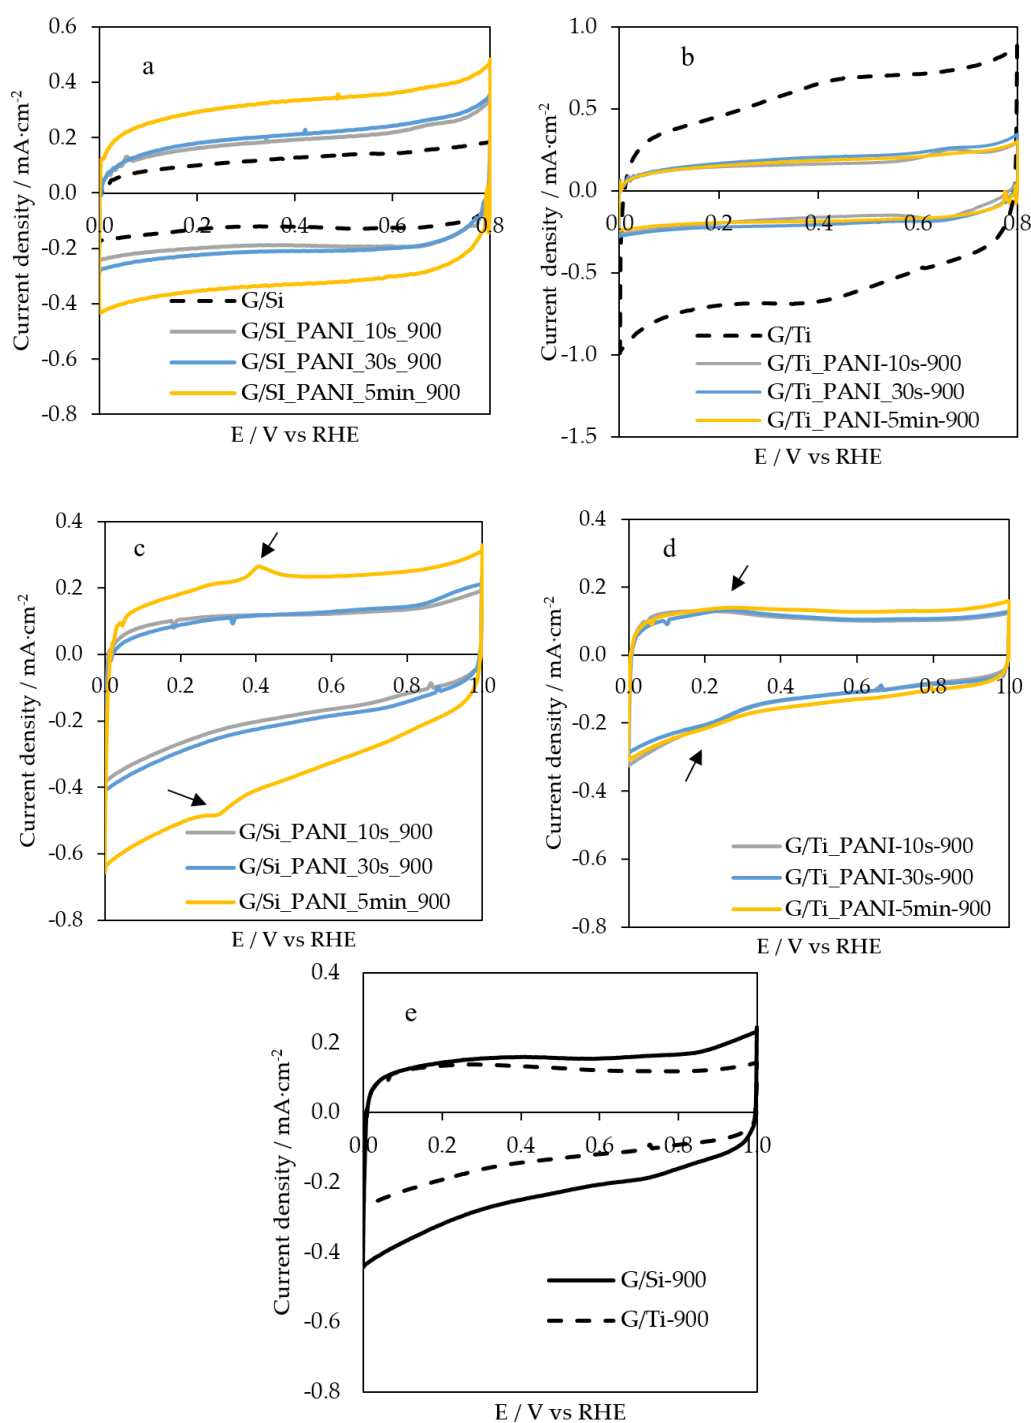 a
0.6
0.4
0.2
0.0
-0.2
-0.4
-0.6
-0.8
0.0 0.2 0.4 0.6 0.8
Current density / mA·cm-2
E / V vs RHE
G/Si
G/SI_PANI_10s_900
G/SI_PANI_30s_900
G/SI_PANI_5min_900
b
1.0
0.5
0.0
-0.5
-1.0
-1.5
0.0 0.2 0.4 0.6 0.8
Current density / mA·cm-2
E / V vs RHE
G/Ti
G/Ti_PANI-10s-900
G/Ti_PANI_30s-900
G/Ti_PANI-5min-900
c
0.4
0.2
0.0
-0.2
-0.4
-0.6
-0.8
0.0 0.2 0.4 0.6 0.8 1.0
Current density / mA·cm-2
E / V vs RHE
G/Si_PANI_10s_900
G/Si_PANI_30s_900
G/Si_PANI_5min_900
d
0.4
0.2
0.0
-0.2
-0.4
-0.6
-0.8
0.0 0.2 0.4 0.6 0.8 1.0
Current density / mA·cm-2
E / V vs RHE
G/Ti_PANI-10s-900
G/Ti_PANI-30s-900
G/Ti_PANI-5min-900
e
0.4
0.2
0.0
-0.2
-0.4
-0.6
-0.8
0.0 0.2 0.4 0.6 0.8 1.0
Current density / mA·cm-2
E / V vs RHE
G/Si-900
G/Ti-900